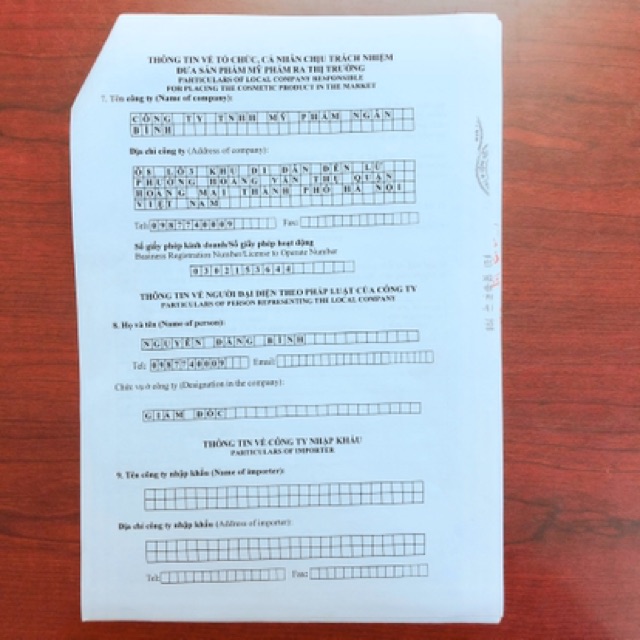 THÔNG TIN VỀ TỔ CHỨC, CÁ NHÂN CHỊU TRÁCH NHIỆM
ĐƯA SẢN PHẨM MỸ PHẨM RA THỊ TRƯỜNG
PARTICULARS OF LOCAL COMPANY RESPONSIBLE
FOR PLACING THE COSMETIC PRODUCT IN THE MARKET
7. Tên công ty (Name of company):
CÔNG TY TNHH MỸ PHẨM NGÂN
BÌNH
Địa chỉ công ty (Address of company):
Ô8 LÔ3 KHU DI DÂN ĐỀN LỪ
PHƯỜNG HOÀNG VĂN THỤ QUẬN
HOÀNG MAI THÀNH PHỐ HÀ NỘI
VIỆT NAM
Tel: 0987740009 Fax:
Số giấy phép kinh doanh/Số giấy phép hoạt động
Business Registration Number/License to Operate Number
0302153644
THÔNG TIN VỀ NGƯỜI ĐẠI DIỆN THEO PHÁP LUẬT CỦA CÔNG TY
PARTICULARS OF PERSON REPRESENTING THE LOCAL COMPANY
8. Họ và tên (Name of person):
NGUYỄN ĐĂNG BÌNH
Tel: 0987740009 Email:
Chức vụ ở công ty (Designation in the company):
GIÁM ĐỐC
THÔNG TIN VỀ CÔNG TY NHẬP KHẨU
PARTICULARS OF IMPORTER
9. Tên công ty nhập khẩu (Name of importer):
Địa chỉ công ty nhập khẩu (Address of importer):
Tel: Fax: